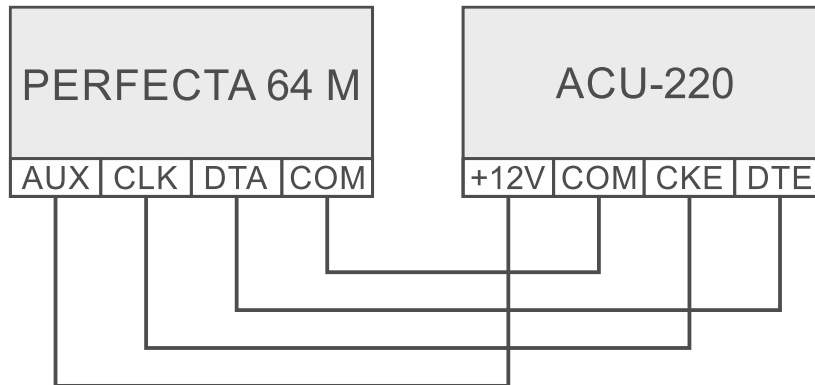 PERFECTA 64 M
AUX CLK DTA COM
ACU-220
+12V COM CKE DTE